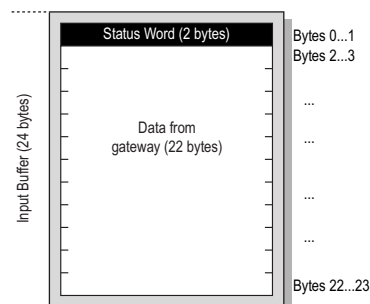 Status Word (2 bytes)
Bytes 0...1
Bytes 2...3
...
Data from
gateway (22 bytes)
...
...
...
Bytes 22...23
Input Buffer (24 bytes)